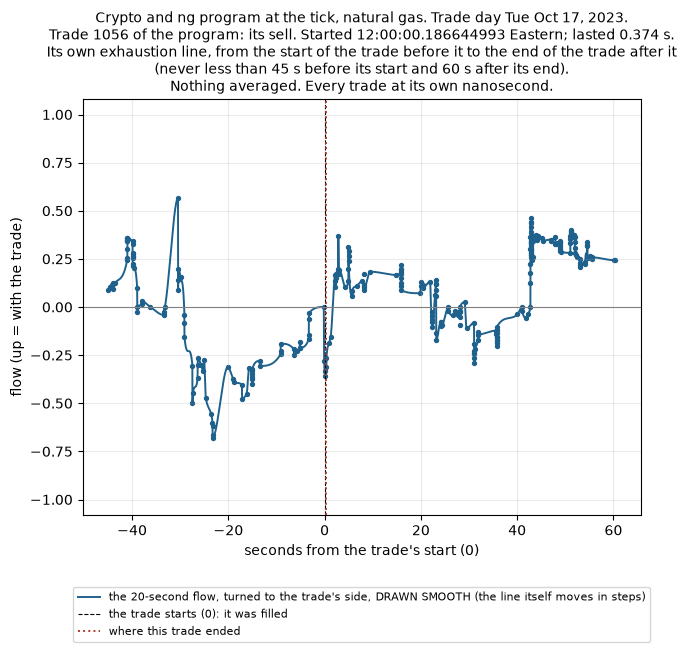 Crypto and ng program at the tick, natural gas. Trade day Tue Oct 17, 2023.
Trade 1056 of the program: its sell. Started 12:00:00.186644993 Eastern; lasted 0.374 s.
Its own exhaustion line, from the start of the trade before it to the end of the trade after it
(never less than 45 s before its start and 60 s after its end).
Nothing averaged. Every trade at its own nanosecond.
1.00
0.75
0.50
0.25
0.00
−0.25
−0.50
−0.75
−1.00
flow (up = with the trade)
−40
−20
0
20
40
60
seconds from the trade's start (0)
the 20-second flow, turned to the trade's side, DRAWN SMOOTH (the line itself moves in steps)
the trade starts (0): it was filled
where this trade ended